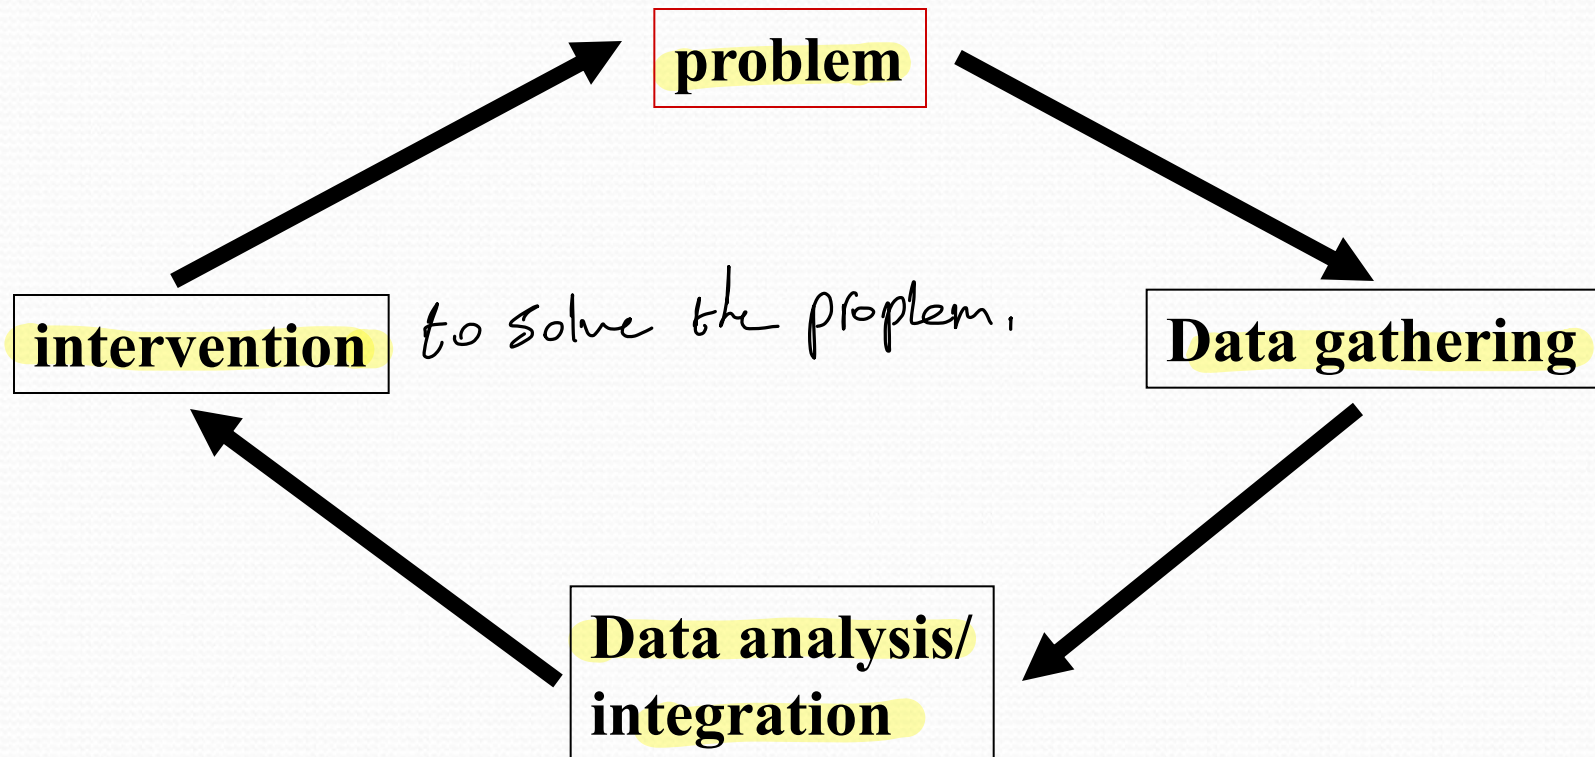 problem
intervention
to solve the proplem.
Data gathering
Data analysis/
integration